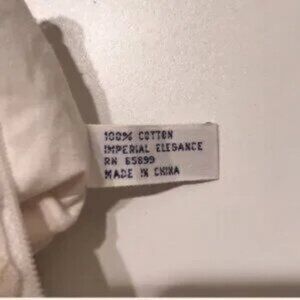 100% COTTON
IMPERIAL ELEGANCE
RN 65899
MADE IN CHINA